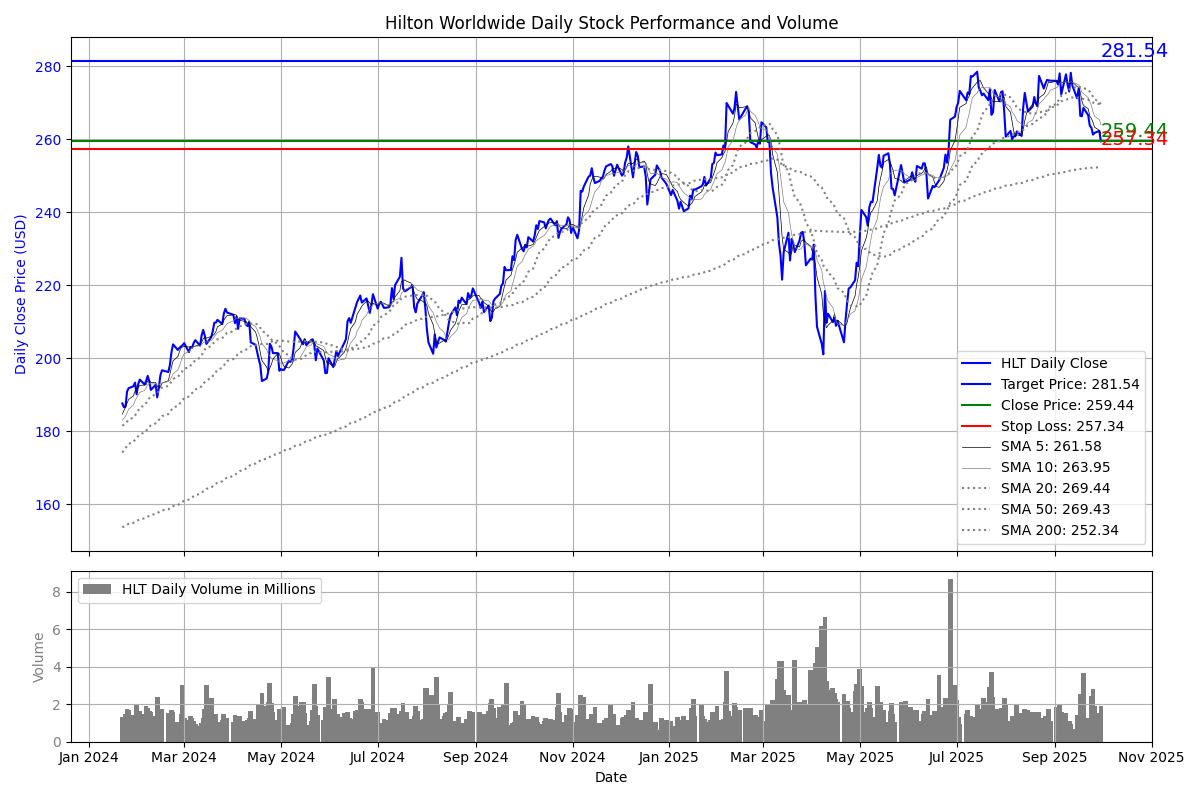 Hilton Worldwide Daily Stock Performance and Volume
281.54
259.44
257.34
Daily Close Price (USD)
280
260
240
220
200
180
160
HLT Daily Close
Target Price: 281.54
Close Price: 259.44
Stop Loss: 257.34
SMA 5: 261.58
SMA 10: 263.95
SMA 20: 269.44
SMA 50: 269.43
SMA 200: 252.34
HLT Daily Volume in Millions
Volume
8
6
4
2
0
Jan 2024 Mar 2024 May 2024 Jul 2024 Sep 2024 Nov 2024 Jan 2025 Mar 2025 May 2025 Jul 2025 Sep 2025 Nov 2025
Date